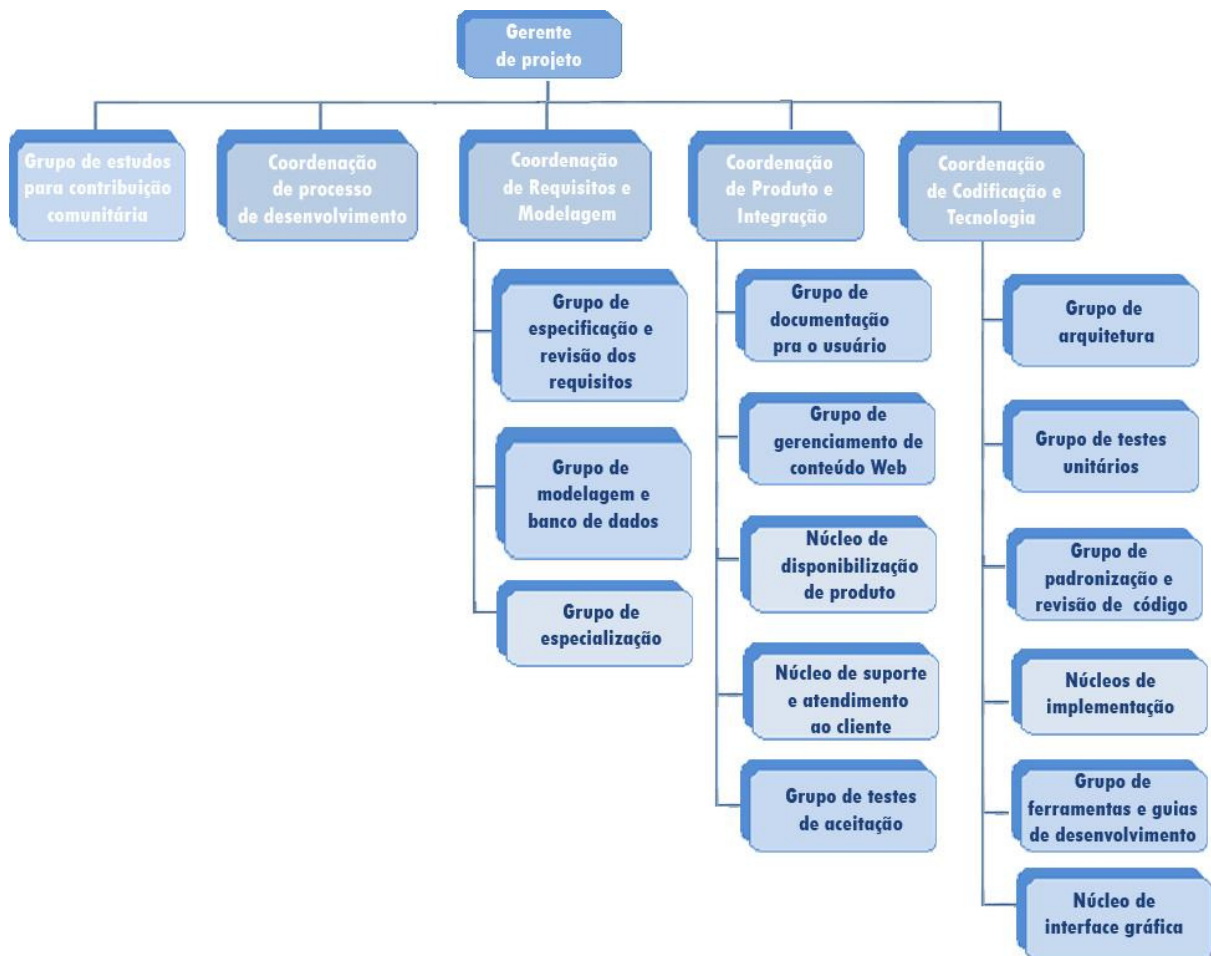 Gerente
de projeto
Grupo de estudos
para contribuição
comunitária
Coordenação
de processo
de desenvolvimento
Coordenação
de Requisitos e
Modelagem
Coordenação
de Produto e
Integração
Coordenação
de Codificação e
Tecnologia
Grupo de
especificação e
revisão dos
requisitos
Grupo de
modelagem e
banco de dados
Grupo de
especialização
Grupo de
documentação
pra o usuário
Grupo de
gerenciamento de
conteúdo Web
Núcleo de
disponibilização
de produto
Núcleo de suporte
e atendimento
ao cliente
Grupo de testes
de aceitação
Grupo de
arquitetura
Grupo de testes
unitários
Grupo de
padronização e
revisão de código
Núcleos de
implementação
Grupo de
ferramentas e guias
de desenvolvimento
Núcleo de
interface gráfica